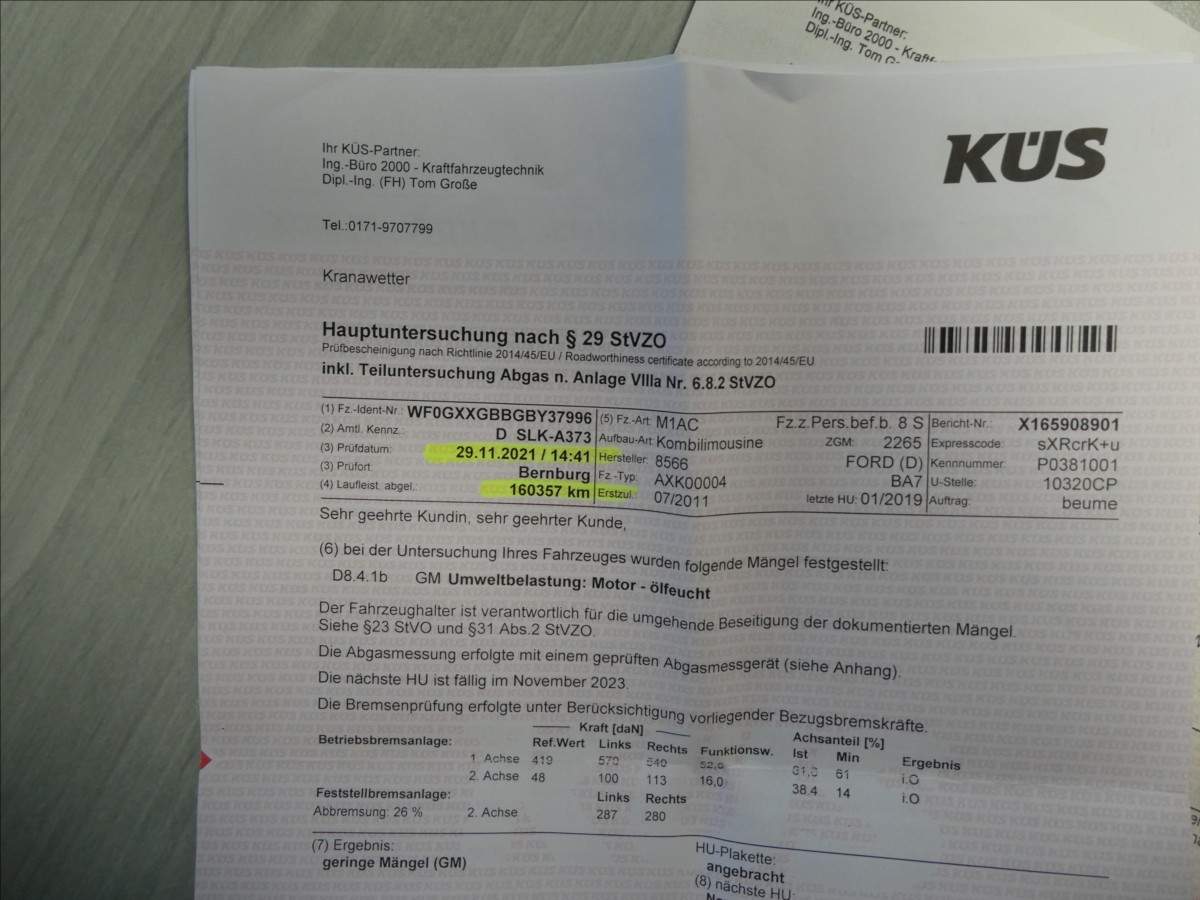 Ihr KÜS-Partner:
Ing.-Büro 2000 - Kraftf
Dipl.-Ing. Tom G
KÜS
Ihr KÜS-Partner:
Ing.-Büro 2000 - Kraftfahrzeugtechnik
Dipl.-Ing. (FH) Tom Große
Tel.:0171-9707799
Kranawetter
Hauptuntersuchung nach § 29 StVZO
Prüfbescheinigung nach Richtlinie 2014/45/EU / Roadworthiness certificate according to 2014/45/EU
inkl. Teiluntersuchung Abgas n. Anlage VIIIa Nr. 6.8.2 StVZO
(1) Fz.-Ident-Nr.: WF0GXXGBBGBY37996 (5) Fz.-Art: M1AC Fz.z.Pers.bef.b. 8 S Bericht-Nr.: X165908901
(2) Amtl. Kennz. D SLK-A373 Aufbau-Art: Kombilimousine ZGM: 2265 Expresscode: sXRcrK+u
(3) Prüfdatum: 29.11.2021 / 14:41 Hersteller: 8566 FORD (D) Kennnummer: P0381001
(3) Prüfort: Bernburg Fz.-Typ: AXK00004 BA7 U-Stelle: 10320CP
(4) Laufleist. abgel.: 160357 km Erstzul. 07/2011 letzte HU: 01/2019 Auftrag: beume
Sehr geehrte Kundin, sehr geehrter Kunde,
(6) bei der Untersuchung Ihres Fahrzeuges wurden folgende Mängel festgestellt:
D8.4.1b GM Umweltbelastung: Motor - ölfeucht
Der Fahrzeughalter ist verantwortlich für die umgehende Beseitigung der dokumentierten Mängel.
Siehe §23 StVO und §31 Abs.2 StVZO.
Die Abgasmessung erfolgte mit einem geprüften Abgasmessgerät (siehe Anhang).
Die nächste HU ist fällig im November 2023.
Die Bremsenprüfung erfolgte unter Berücksichtigung vorliegender Bezugsbremskräfte.
Kraft [daN] Achsanteil [%]
Betriebsbremsanlage: Ref.Wert Links Rechts Funktionsw. Ist Min Ergebnis
1. Achse 419 570 540 61 i.O
2. Achse 48 100 113 16,0 38.4 14 i.O
Feststellbremsanlage: Links Rechts
Abbremsung: 26 % 2. Achse 287 280
(7) Ergebnis: HU-Plakette:
geringe Mängel (GM) angebracht
(8) nächste HU: